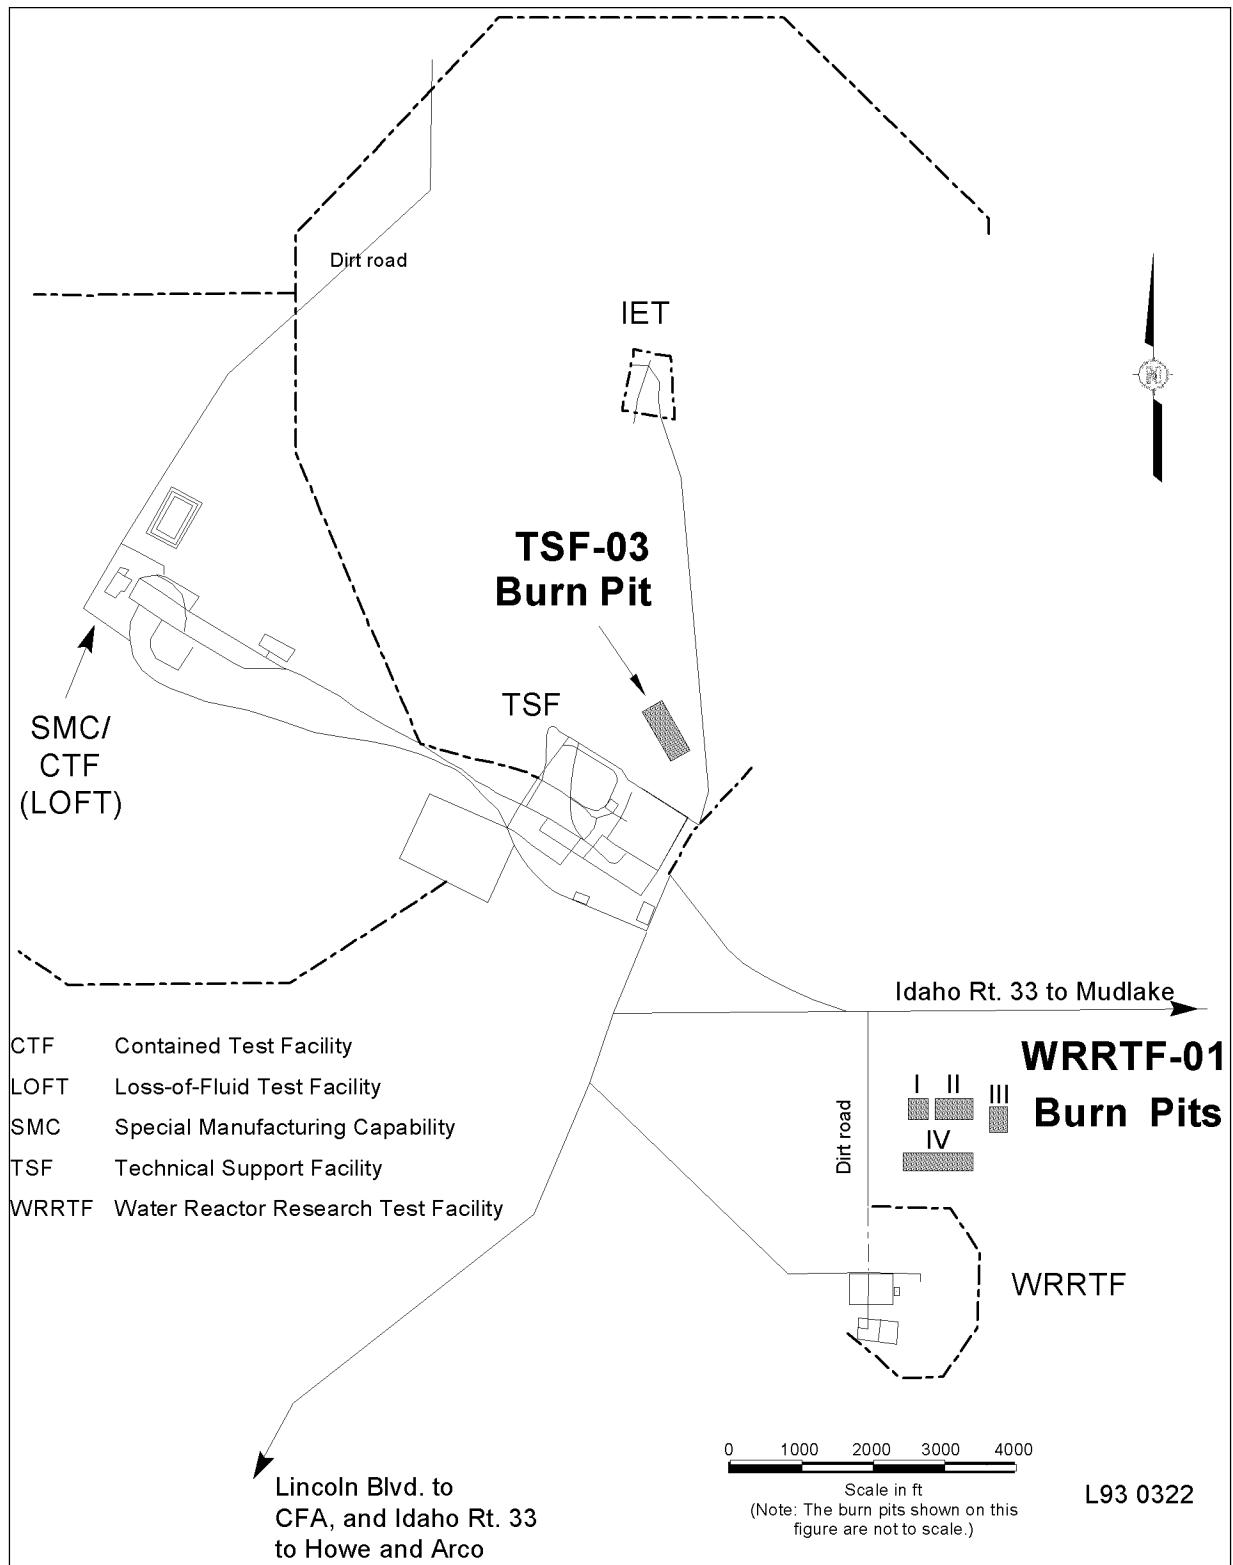 Dirt road
IET
TSF-03
Burn Pit
TSF
SMC/
CTF
(LOFT)
Idaho Rt. 33 to Mudlake
WRRTF-01
Burn Pits
I
II
III
IV
Dirt road
CTF Contained Test Facility
LOFT Loss-of-Fluid Test Facility
SMC Special Manufacturing Capability
TSF Technical Support Facility
WRRTF Water Reactor Research Test Facility
WRRTF
0 1000 2000 3000 4000
Scale in ft
(Note: The burn pits shown on this
figure are not to scale.)
L93 0322
Lincoln Blvd. to
CFA, and Idaho Rt. 33
to Howe and Arco